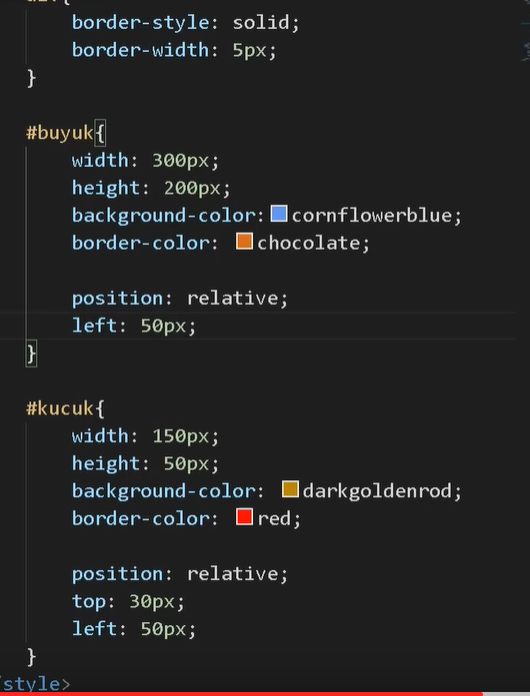 border-style: solid;
border-width: 5px;
}
#buyuk{
width: 300px;
height: 200px;
background-color: cornflowerblue;
border-color: chocolate;
position: relative;
left: 50px;
}
#kucuk{
width: 150px;
height: 50px;
background-color: darkgoldenrod;
border-color: red;
position: relative;
top: 30px;
left: 50px;
}
style>